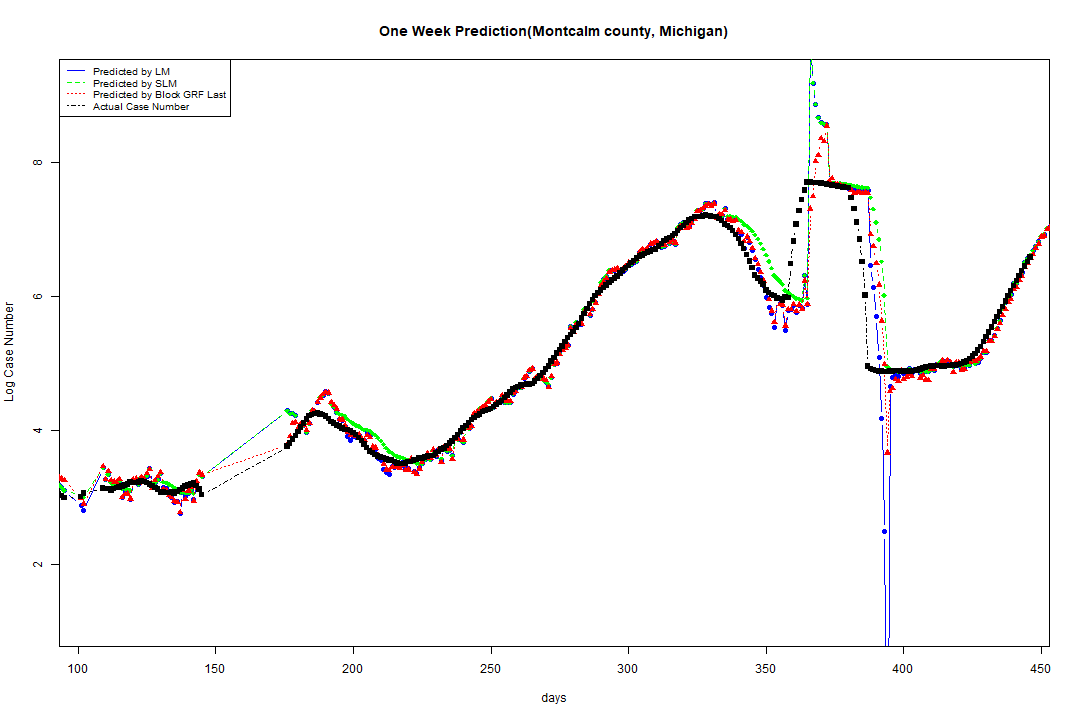 One Week Prediction(Montcalm county, Michigan)
Predicted by LM
Predicted by SLM
Predicted by Block GRF Last
Actual Case Number
Log Case Number
8
6
4
2
100 150 200 250 300 350 400 450
days